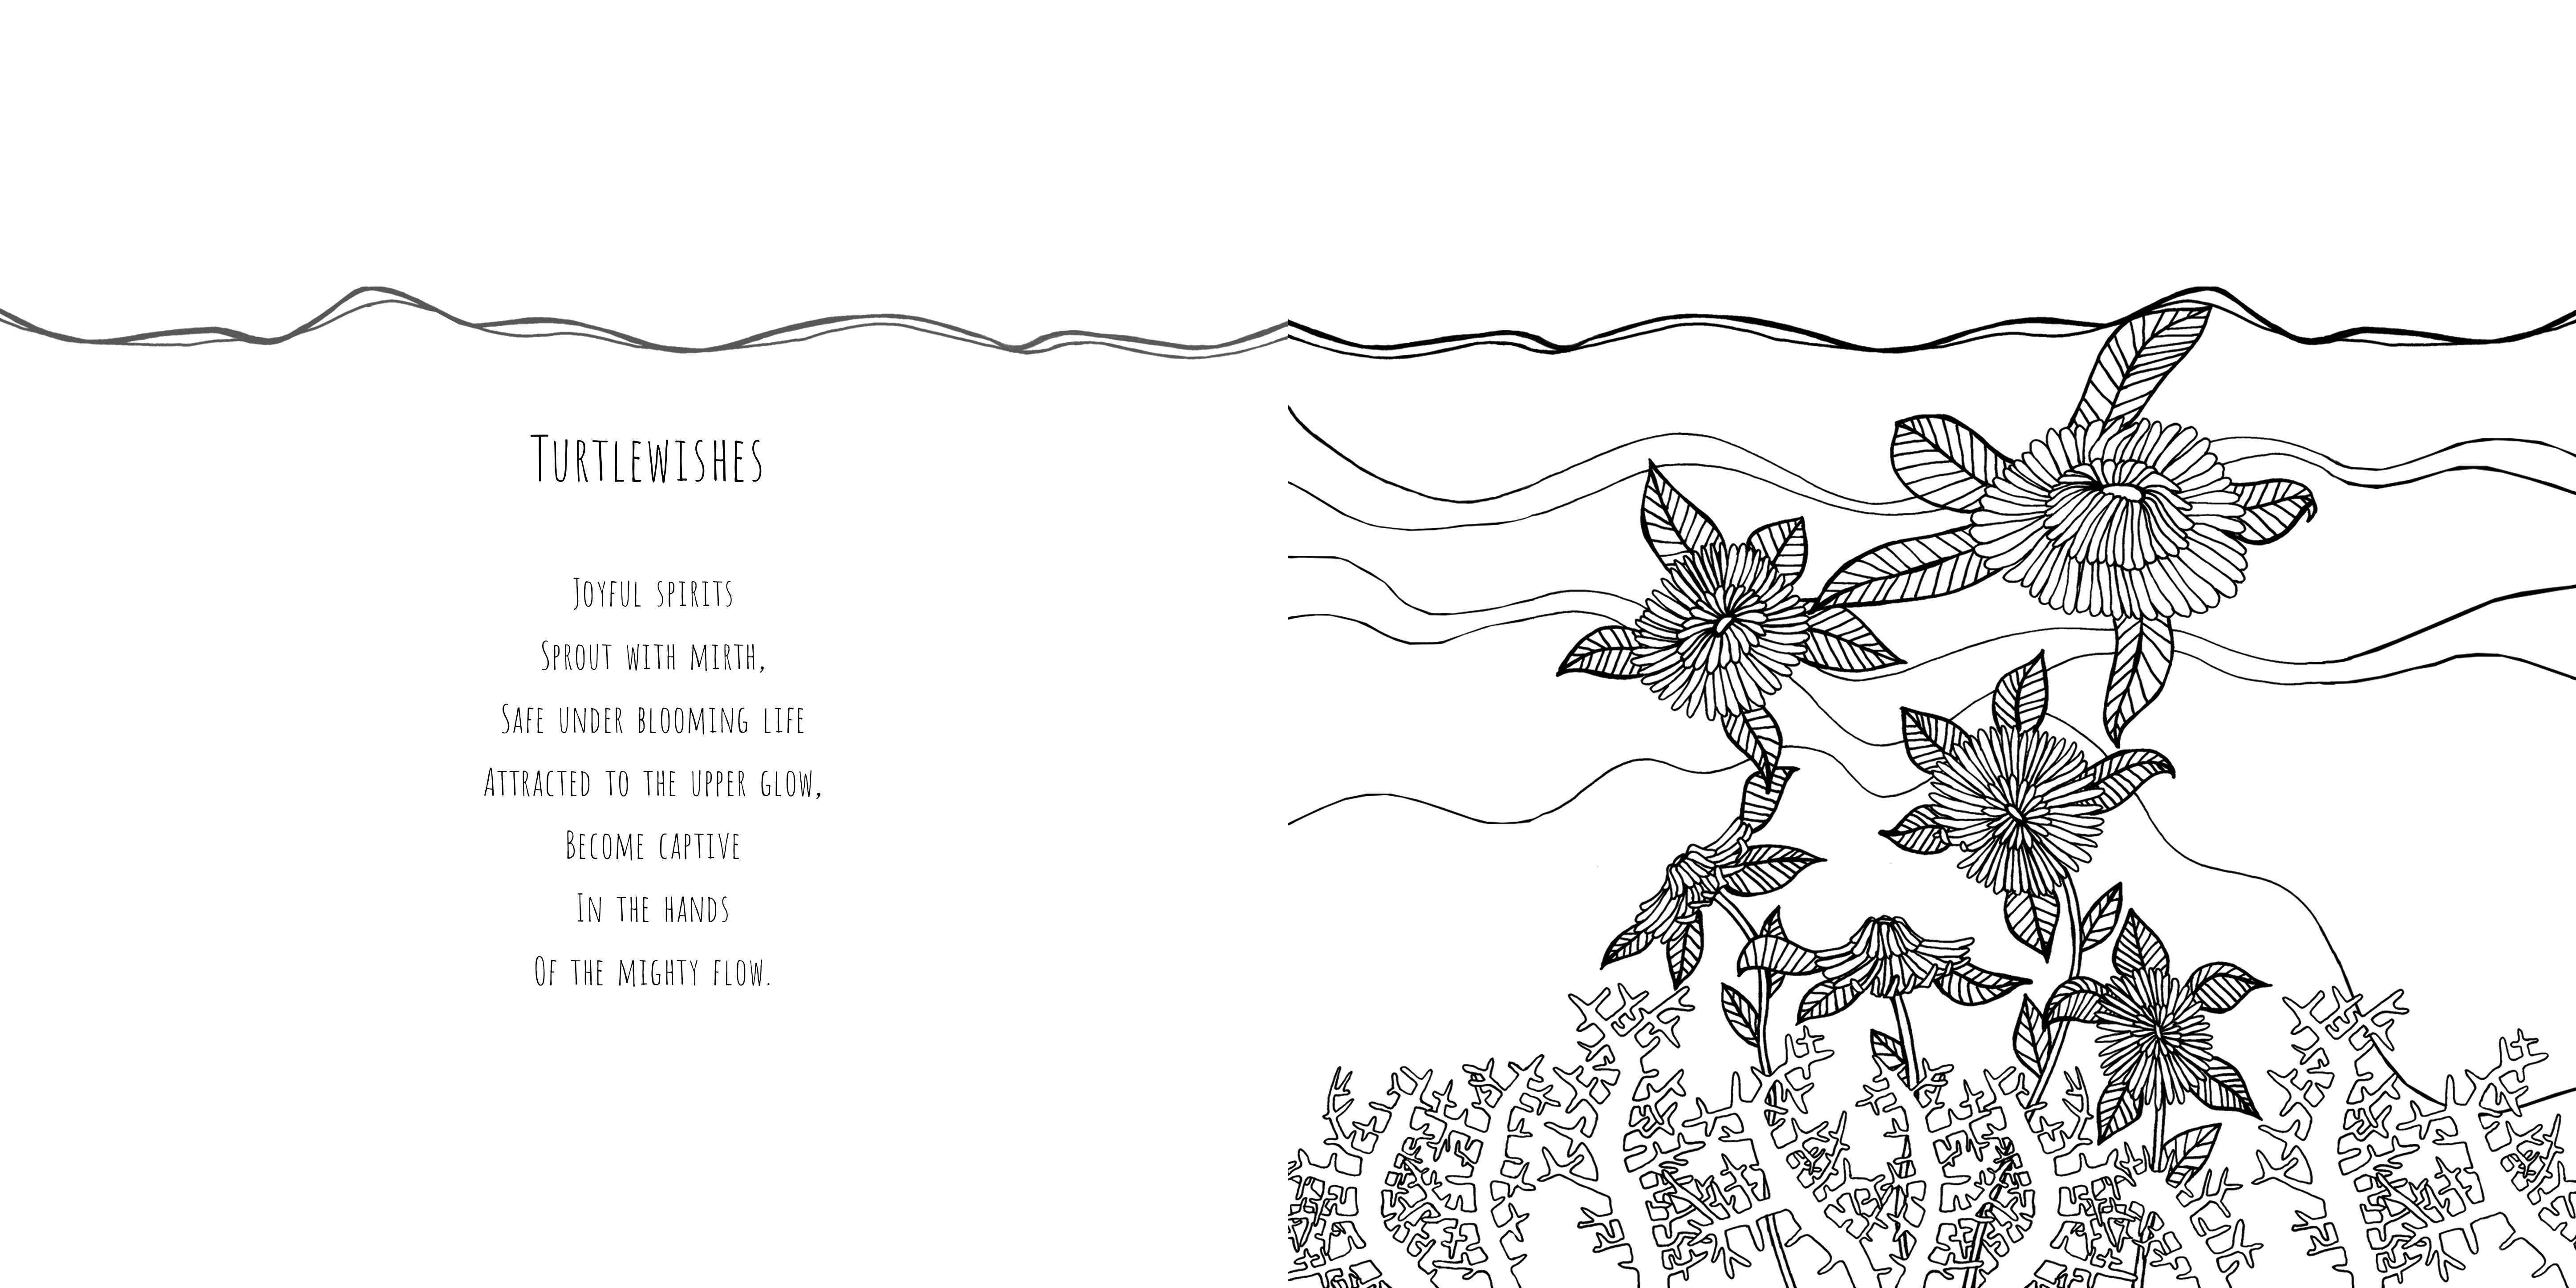 Turtlewishes
Joyful spirits
Sprout with mirth,
Safe under blooming life
Attracted to the upper glow,
Become captive
In the hands
Of the mighty flow.